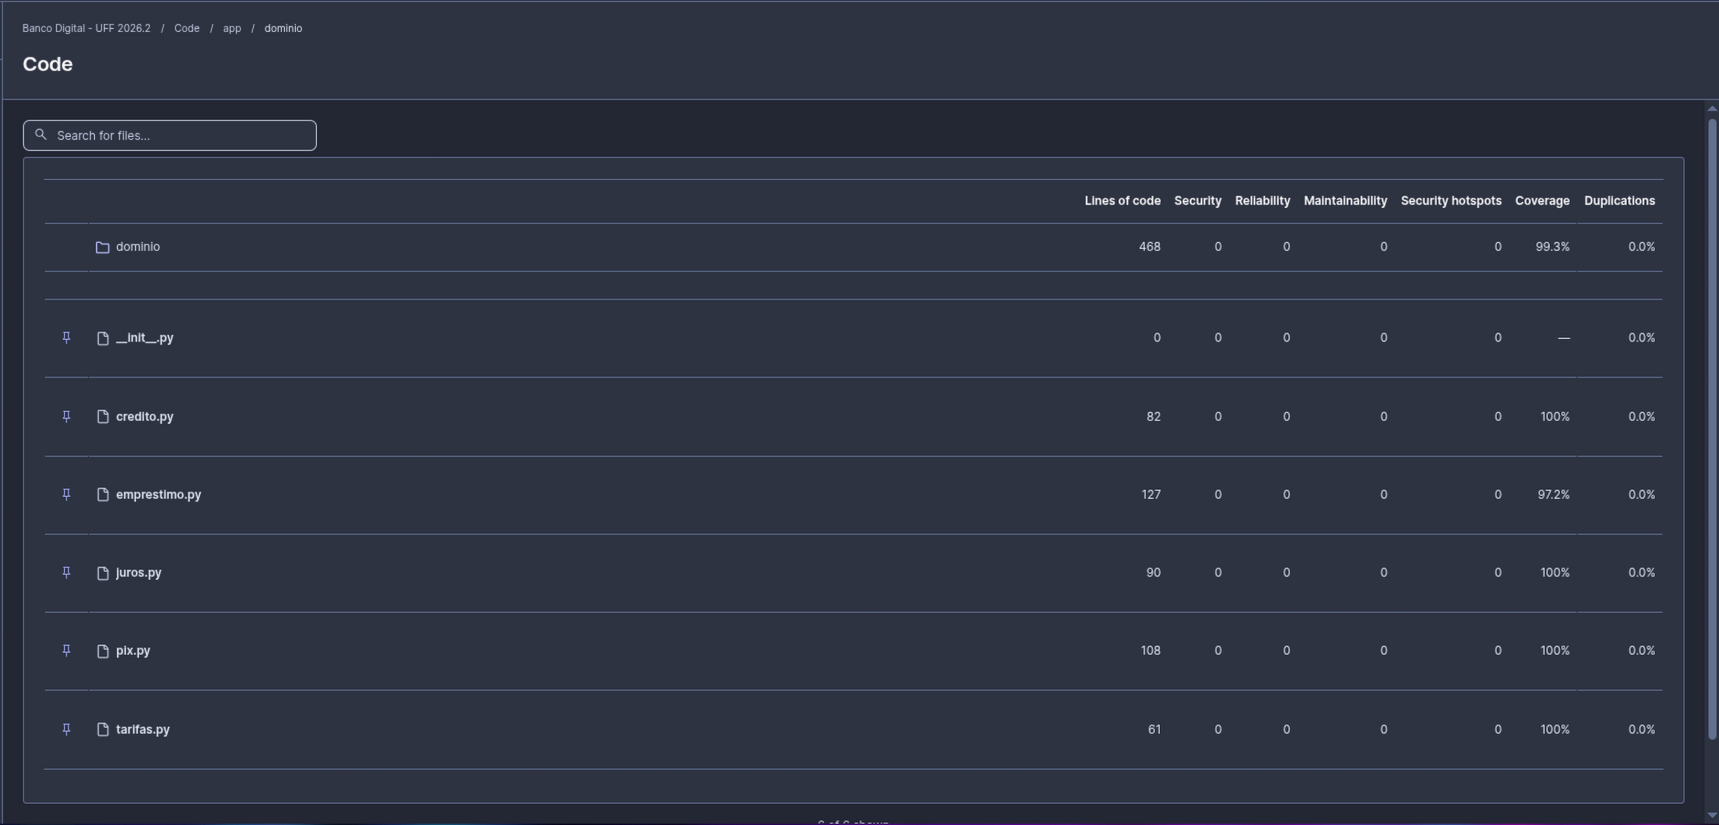 Banco Digital - UFF 2026.2 / Code / app / dominio
Code
Search for files...
Lines of code Security Reliability Maintainability Security hotspots Coverage Duplications
dominio 468 0 0 0 0 99.3% 0.0%
__init__.py 0 0 0 0 0 — 0.0%
credito.py 82 0 0 0 0 100% 0.0%
emprestimo.py 127 0 0 0 0 97.2% 0.0%
juros.py 90 0 0 0 0 100% 0.0%
pix.py 108 0 0 0 0 100% 0.0%
tarifas.py 61 0 0 0 0 100% 0.0%
6 of 6 shown